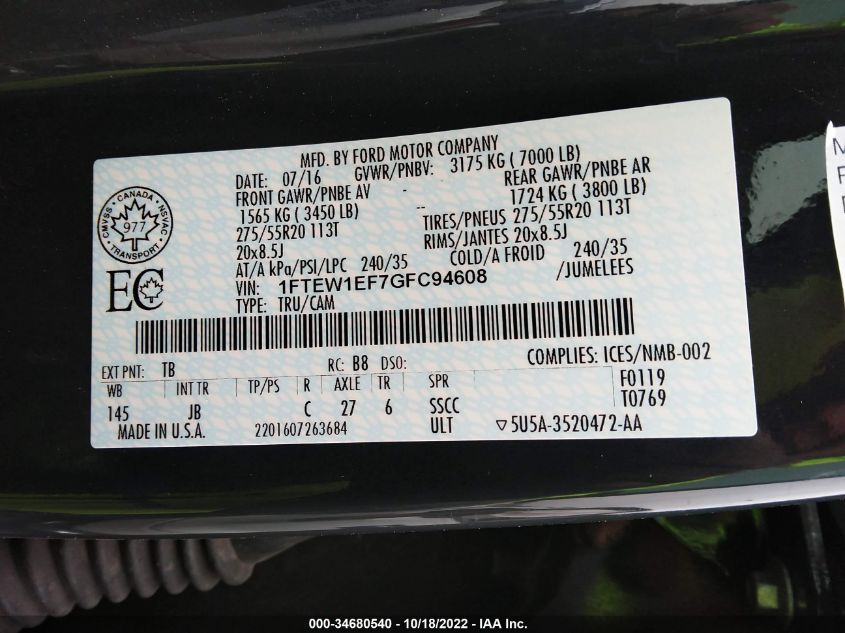 MFD. BY FORD MOTOR COMPANY
DATE: 07/16 GVWR/PNBV: 3175 KG ( 7000 LB)
FRONT GAWR/PNBE AV - REAR GAWR/PNBE AR
1565 KG ( 3450 LB) 1724 KG ( 3800 LB)
275/55R20 113T TIRES/PNEUS 275/55R20 113T
20x8.5J RIMS/JANTES 20x8.5J
AT/A kPa/PSI/LPC 240/35 COLD/A FROID 240/35
VIN: 1FTEW1EF7GFC94608 /JUMELEES
TYPE: TRU/CAM
CANADA
CMVSS NSVAC
977
TRANSPORT
EC
EXT PNT: TB RC: B8 DSO: COMPLIES: ICES/NMB-002
WB INT TR TP/PS R AXLE TR SPR F0119
145 JB C 27 6 SSCC T0769
MADE IN U.S.A. 2201607263684 ULT ▽5U5A-3520472-AA
M
F
000-34680540 - 10/18/2022 - IAA Inc.